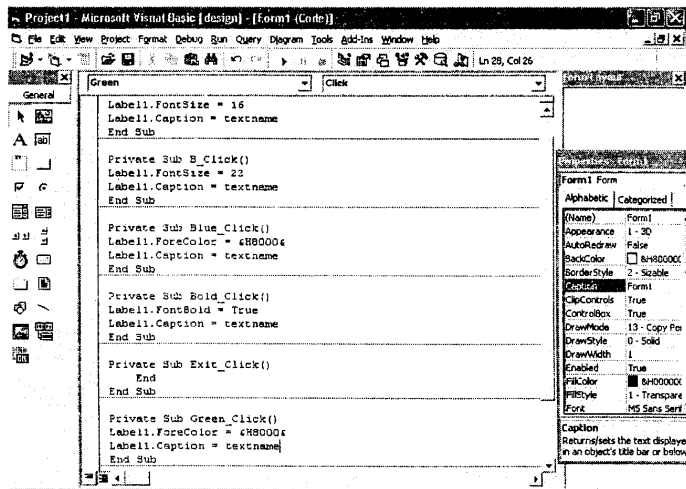 Project1 - Microsoft Visual Basic [design] - [Form1 (Code)]
File Edit View Project Format Debug Run Query Diagram Tools Add-Ins Window Help
Ln 28, Col 26
General
Green
Click
Label1.FontSize = 16
Label1.Caption = textname
End Sub
Private Sub B_Click()
Label1.FontSize = 22
Label1.Caption = textname
End Sub
Private Sub Blue_Click()
Label1.ForeColor = &H8000&
Label1.Caption = textname
End Sub
Private Sub Bold_Click()
Label1.FontBold = True
Label1.Caption = textname
End Sub
Private Sub Exit_Click()
End
End Sub
Private Sub Green_Click()
Label1.ForeColor = &H8000&
Label1.Caption = textname
End Sub
Form1 Form
Alphabetic Categorized
(Name) Form1
Appearance 1 - 3D
AutoRedraw False
BackColor &H800000
BorderStyle 2 - Sizable
Caption Form1
ClipControls True
ControlBox True
DrawMode 13 - Copy Pe
DrawStyle 0 - Solid
DrawWidth 1
Enabled True
FillColor &H000000
FillStyle 1 - Transpare
Font MS Sans Serif
Caption
Returns/sets the text displaye
in an object's title bar or below